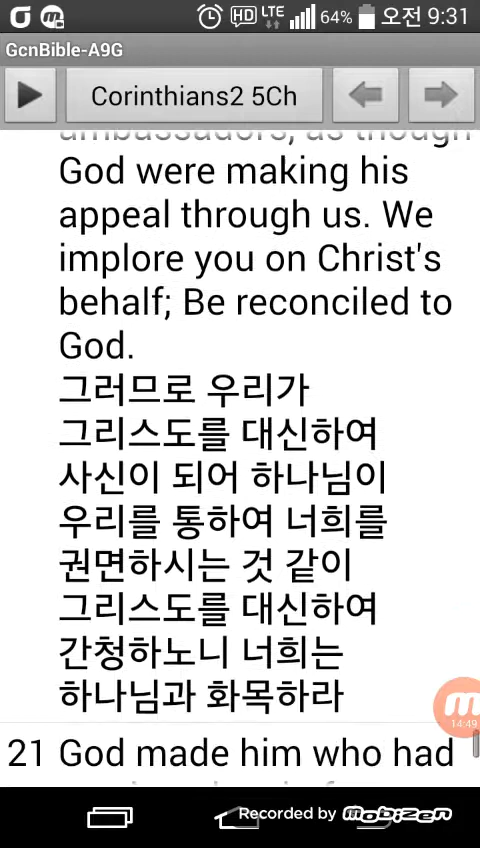 HD LTE 64% 오전 9:31
GcnBible-A9G
Corinthians2 5Ch
ambassadors, as though
God were making his
appeal through us. We
implore you on Christ's
behalf; Be reconciled to
God.
그러므로 우리가
그리스도를 대신하여
사신이 되어 하나님이
우리를 통하여 너희를
권면하시는 것 같이
그리스도를 대신하여
간청하노니 너희는
하나님과 화목하라
14:49
21 God made him who had
Recorded by Mobizen